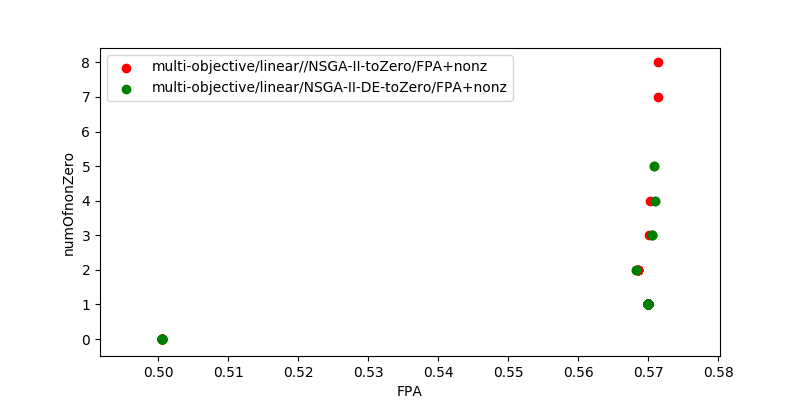 multi-objective/linear//NSGA-II-toZero/FPA+nonz
multi-objective/linear/NSGA-II-DE-toZero/FPA+nonz
8
7
6
5
4
3
2
1
0
numOfnonZero
0.50 0.51 0.52 0.53 0.54 0.55 0.56 0.57 0.58
FPA